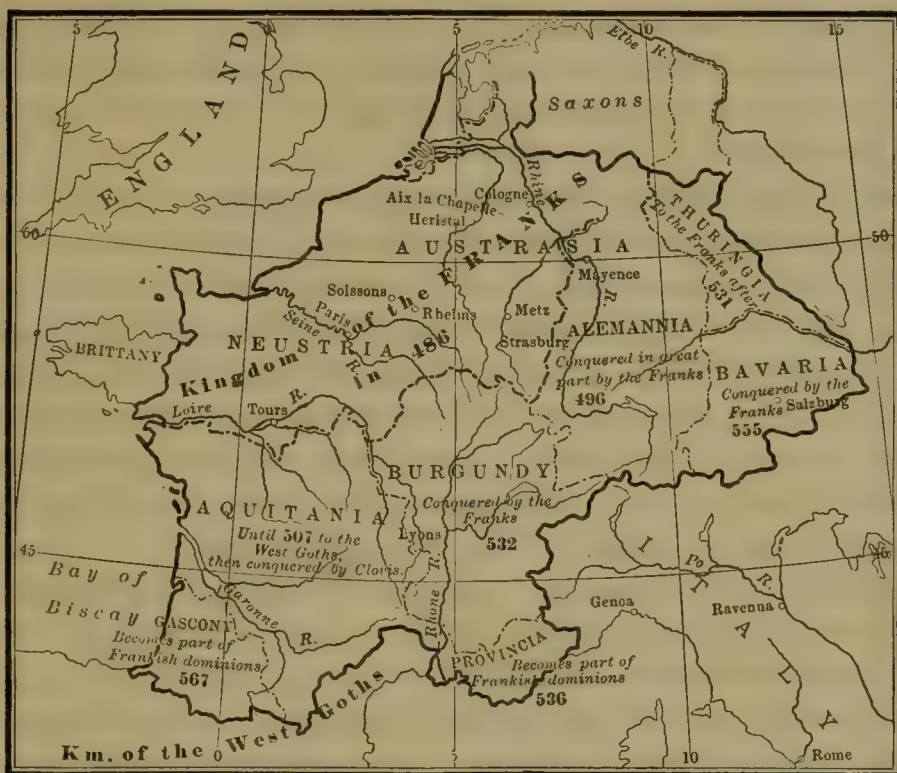 5
0
5
10
15
Elbe R.
ENGLAND
Saxons
Rhine
Cologne
Aix la Chapelle
Heristal
AUSTRASIA
THURINGIA
To the Franks after
531
50
Mayence
R.
Kingdom of the FRANKS
in 486
Soissons
Rheims
Paris
Seine
R.
NEUSTRIA
Metz
Strasburg
ALEMANNIA
Conquered in great
part by the Franks
496
BAVARIA
Conquered by the
Franks
Salzburg
555
BRITTANY
Loire
R.
Tours
BURGUNDY
Conquered by the
Franks
532
AQUITANIA
Until 507 to the
West Goths,
then conquered by Clovis.
Lyons
Rhone R.
45
Bay of
Biscay
Garonne
R.
GASCONY
Becomes part of
Frankish dominions
567
PROVINCIA
Becomes part of
Frankish dominions
536
ITALY
Po
R.
Genoa
Ravenna
Rome
Km. of the West Goths
0
5
10